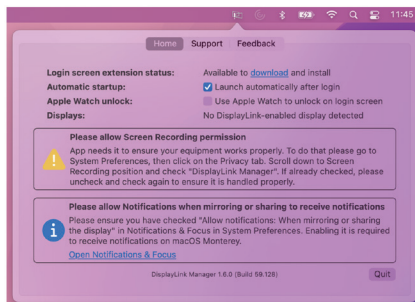 11:45
Home Support Feedback
Login screen extension status: Available to download and install
Automatic startup: Launch automatically after login
Apple Watch unlock: Use Apple Watch to unlock on login screen
Displays: No DisplayLink-enabled display detected
Please allow Screen Recording permission
App needs it to ensure your equipment works properly. To do that please go to
System Preferences, then click on the Privacy tab. Scroll down to Screen
Recording position and check "DisplayLink Manager". If already checked, please
uncheck and check again to ensure it is handled properly.
Please allow Notifications when mirroring or sharing to receive notifications
Please ensure you have checked "Allow notifications: When mirroring or sharing
the display" in Notifications & Focus in System Preferences. Enabling it is required
to receive notifications on macOS Monterey.
Open Notifications & Focus
DisplayLink Manager 1.6.0 (Build 59.128) Quit